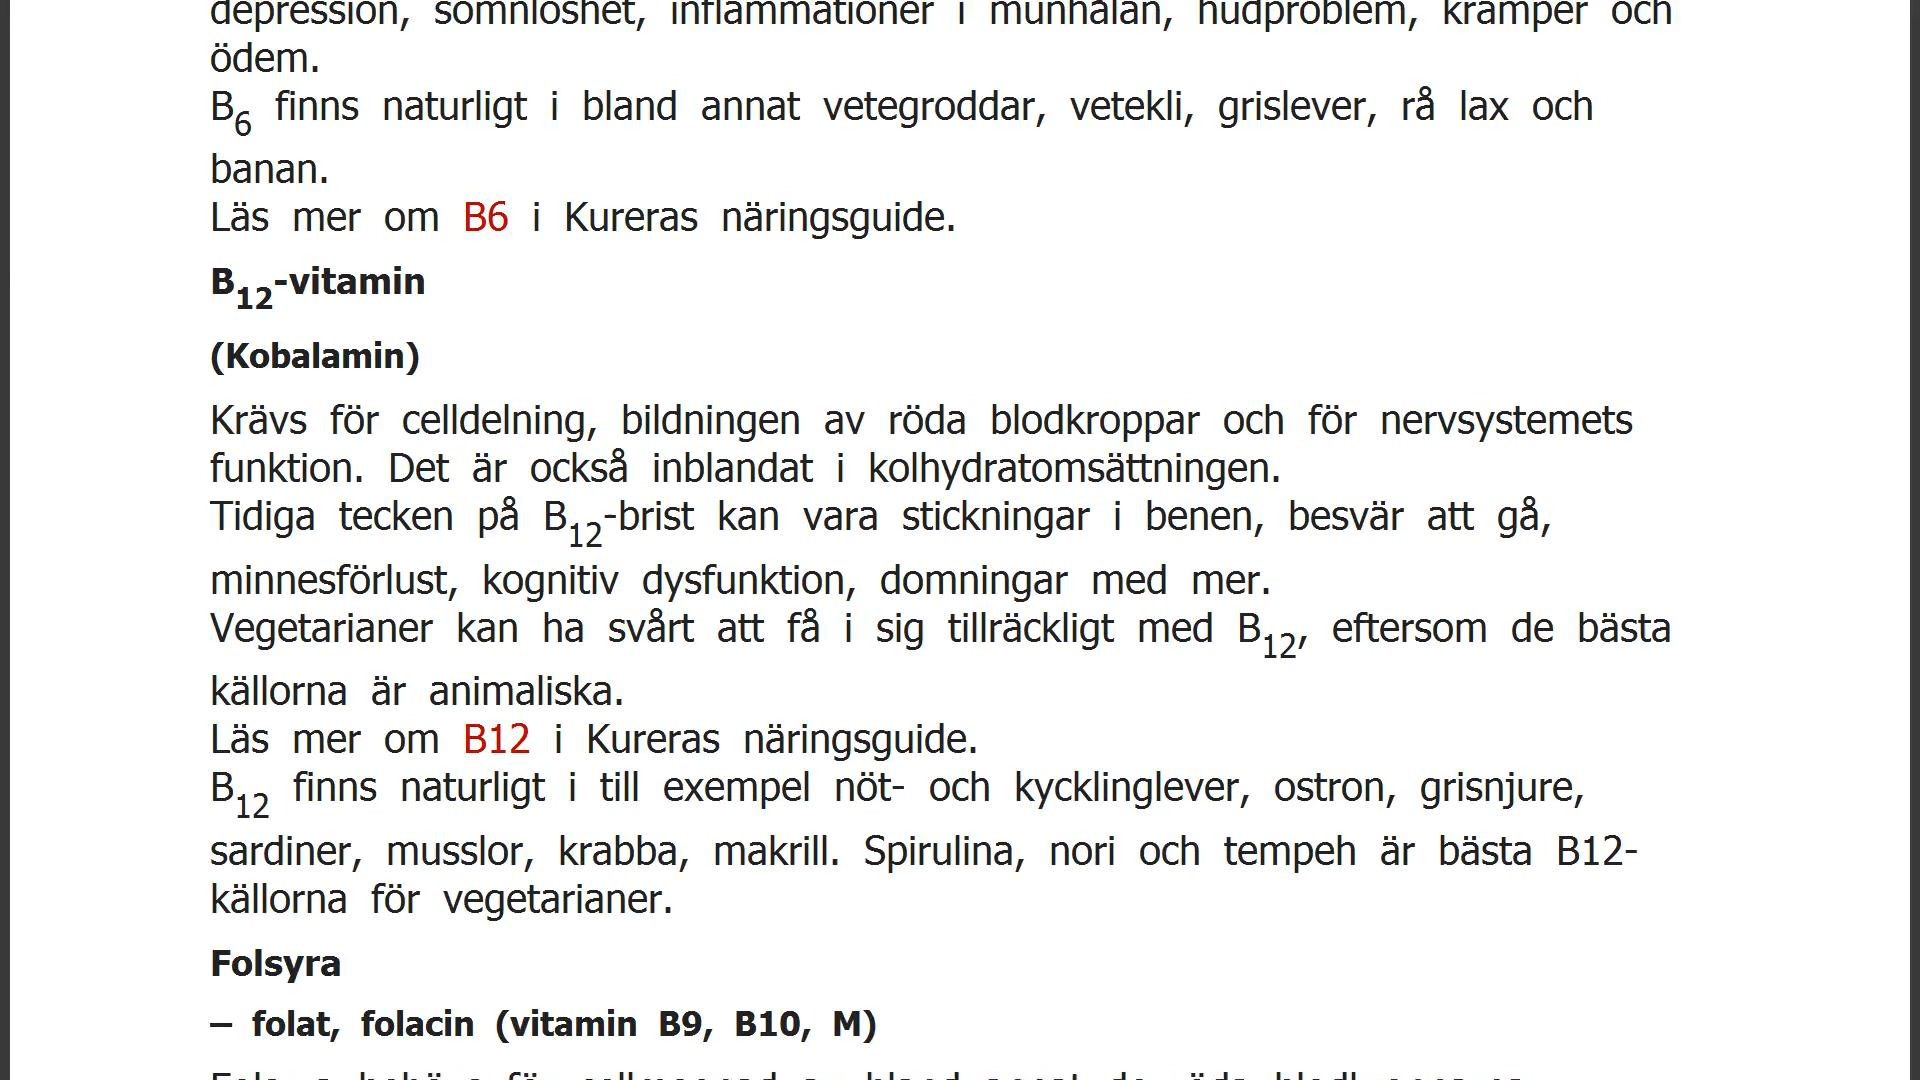 depression, sömnlöshet, inflammationer i munhålan, hudproblem, kramper och
ödem.
B6 finns naturligt i bland annat vetegroddar, vetekli, grislever, rå lax och
banan.
Läs mer om B6 i Kureras näringsguide.
B12-vitamin
(Kobalamin)
Krävs för celldelning, bildningen av röda blodkroppar och för nervsystemets
funktion. Det är också inblandat i kolhydratomsättningen.
Tidiga tecken på B12-brist kan vara stickningar i benen, besvär att gå,
minnesförlust, kognitiv dysfunktion, domningar med mer.
Vegetarianer kan ha svårt att få i sig tillräckligt med B12, eftersom de bästa
källorna är animaliska.
Läs mer om B12 i Kureras näringsguide.
B12 finns naturligt i till exempel nöt- och kycklinglever, ostron, grisnjure,
sardiner, musslor, krabba, makrill. Spirulina, nori och tempeh är bästa B12-
källorna för vegetarianer.
Folsyra
– folat, folacin (vitamin B9, B10, M)